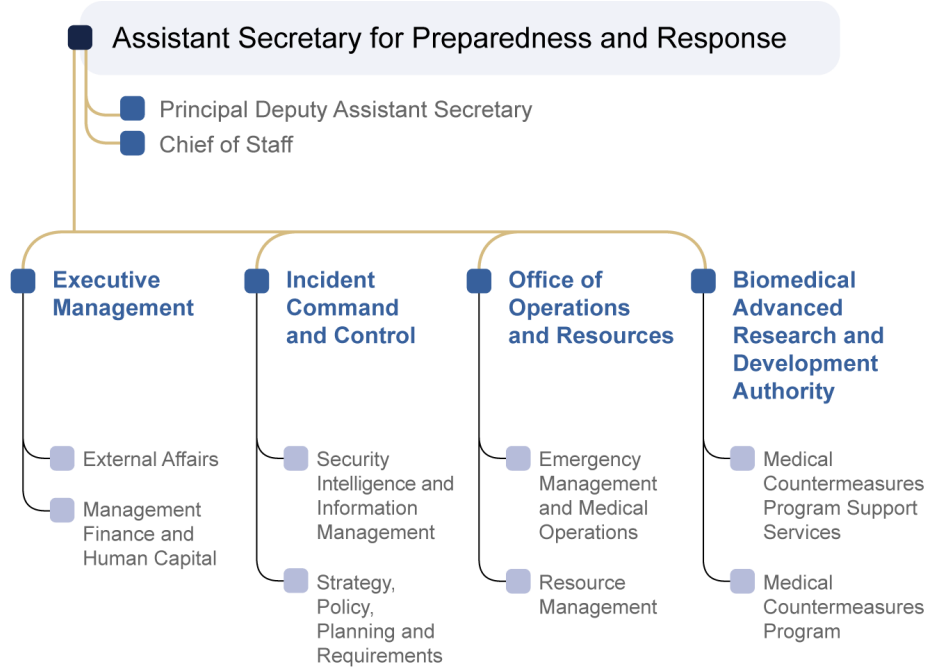 Assistant Secretary for Preparedness and Response
Principal Deputy Assistant Secretary
Chief of Staff
Executive
Management
External Affairs
Management
Finance and
Human Capital
Incident
Command
and Control
Security
Intelligence and
Information
Management
Strategy,
Policy,
Planning and
Requirements
Office of
Operations
and Resources
Emergency
Management
and Medical
Operations
Resource
Management
Biomedical
Advanced
Research and
Development
Authority
Medical
Countermeasures
Program Support
Services
Medical
Countermeasures
Program